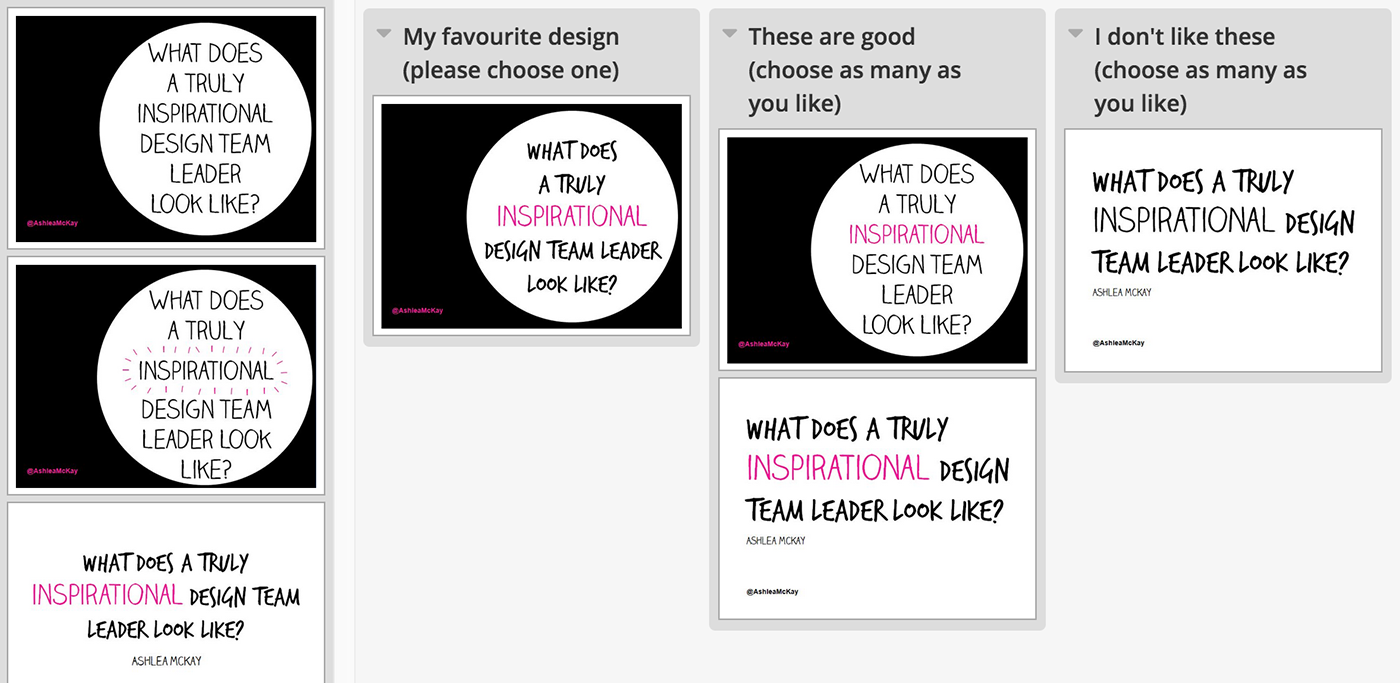 WHAT DOES
A TRULY
INSPIRATIONAL
DESIGN TEAM
LEADER
LOOK LIKE?
@AshleaMcKay
WHAT DOES
A TRULY
INSPIRATIONAL
DESIGN TEAM
LEADER LOOK
LIKE?
@AshleaMcKay
WHAT DOES A TRULY
INSPIRATIONAL DESIGN TEAM
LEADER LOOK LIKE?
ASHLEA MCKAY
My favourite design
(please choose one)
WHAT DOES
A TRULY
INSPIRATIONAL
DESIGN TEAM LEADER
LOOK LIKE?
@AshleaMcKay
These are good
(choose as many as
you like)
WHAT DOES
A TRULY
INSPIRATIONAL
DESIGN TEAM
LEADER
LOOK LIKE?
@AshleaMcKay
WHAT DOES A TRULY
INSPIRATIONAL DESIGN
TEAM LEADER LOOK LIKE?
ASHLEA MCKAY
@AshleaMcKay
I don't like these
(choose as many as
you like)
WHAT DOES A TRULY
INSPIRATIONAL DESIGN
TEAM LEADER LOOK LIKE?
ASHLEA MCKAY
@AshleaMcKay